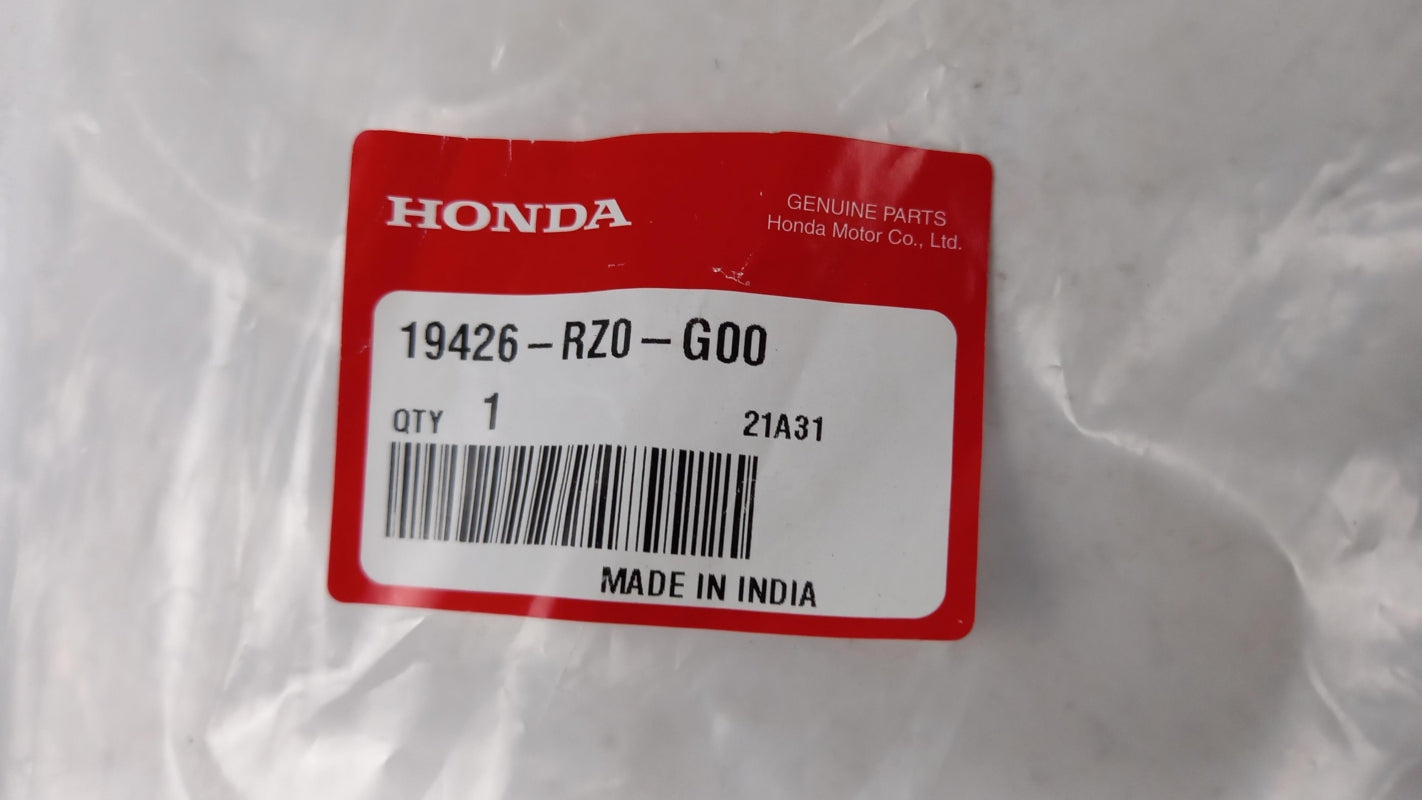 HONDA
GENUINE PARTS
Honda Motor Co., Ltd.
19426-RZ0-G00
QTY 1 21A31
MADE IN INDIA